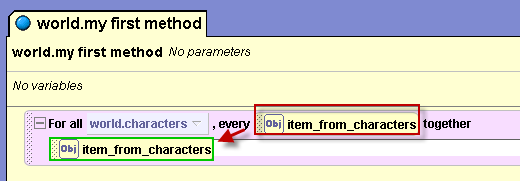 world.my first method
world.my first method No parameters
No variables
For all world.characters , every Obj item_from_characters together
Obj item_from_characters